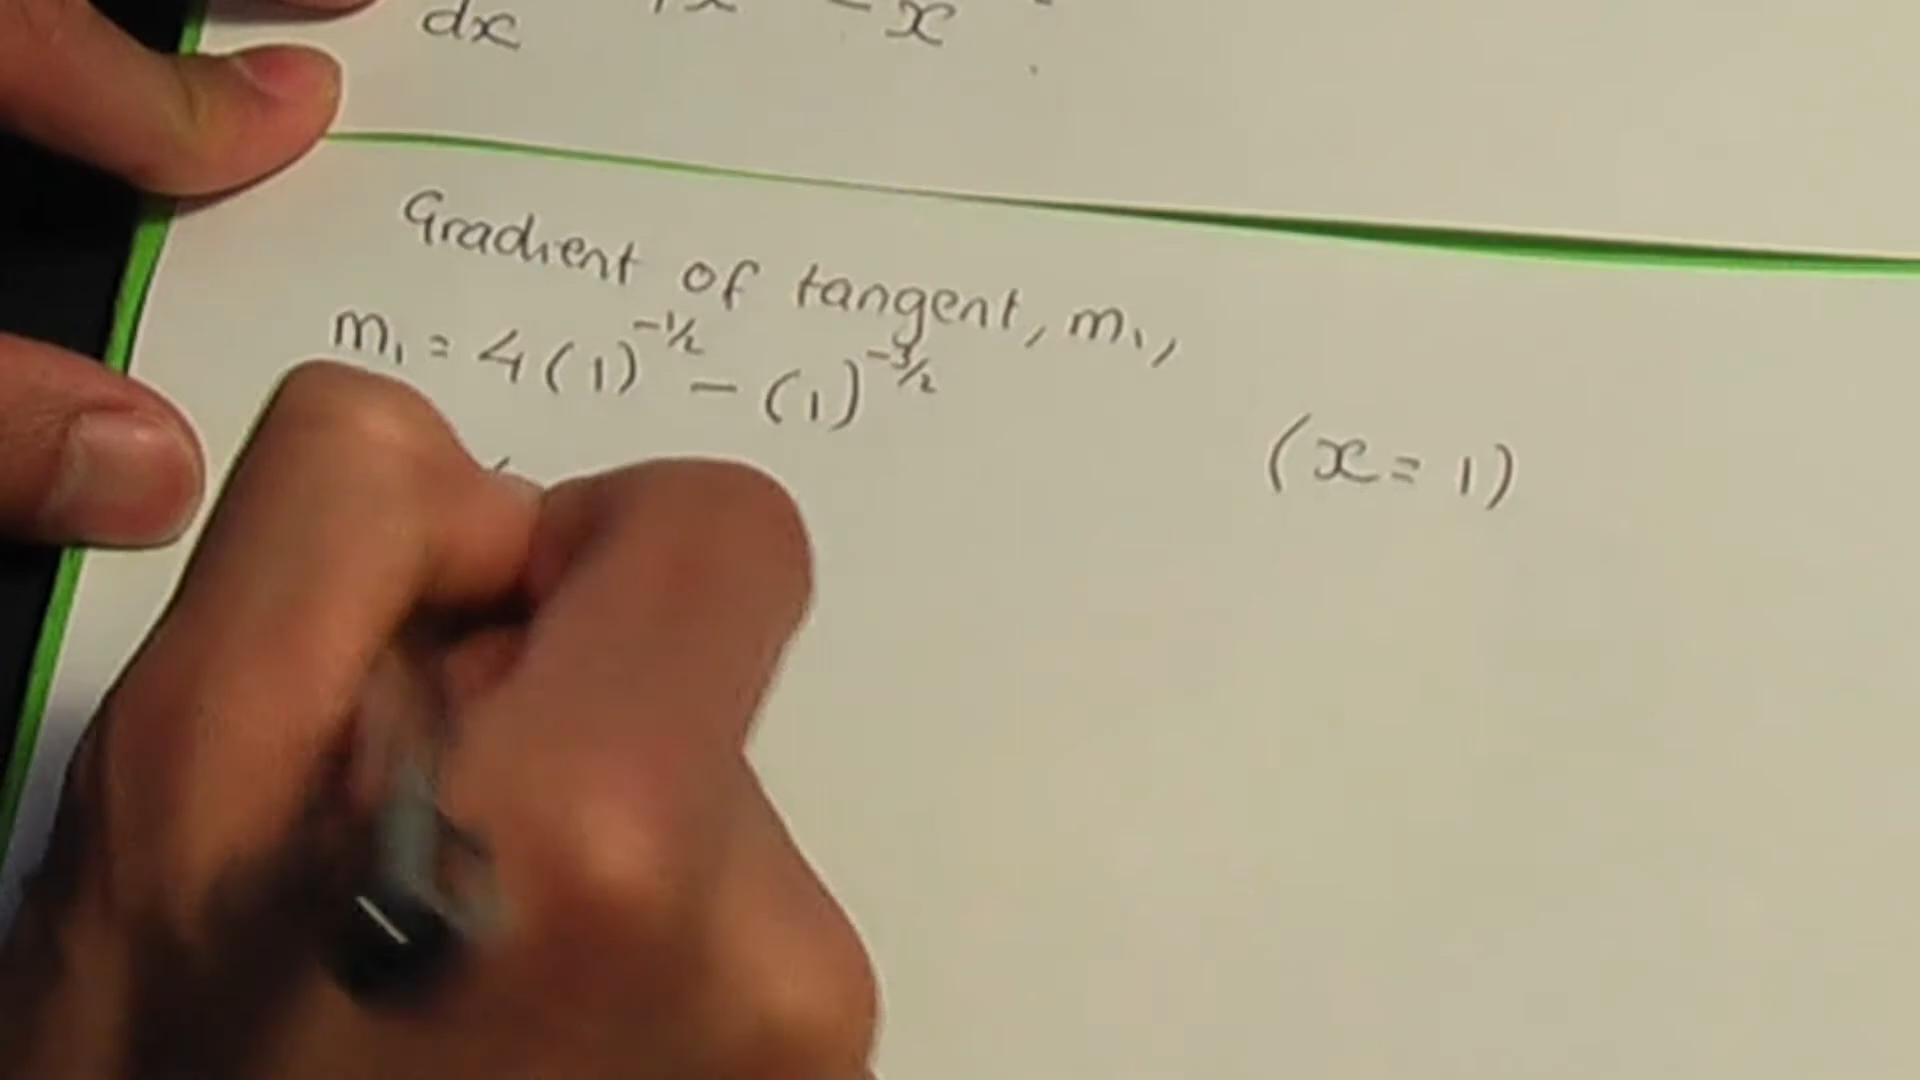 dx x - x
Gradient of tangent, m₁,
m₁ = 4(1)^-1/2 - (1)^-3/2
(x = 1)